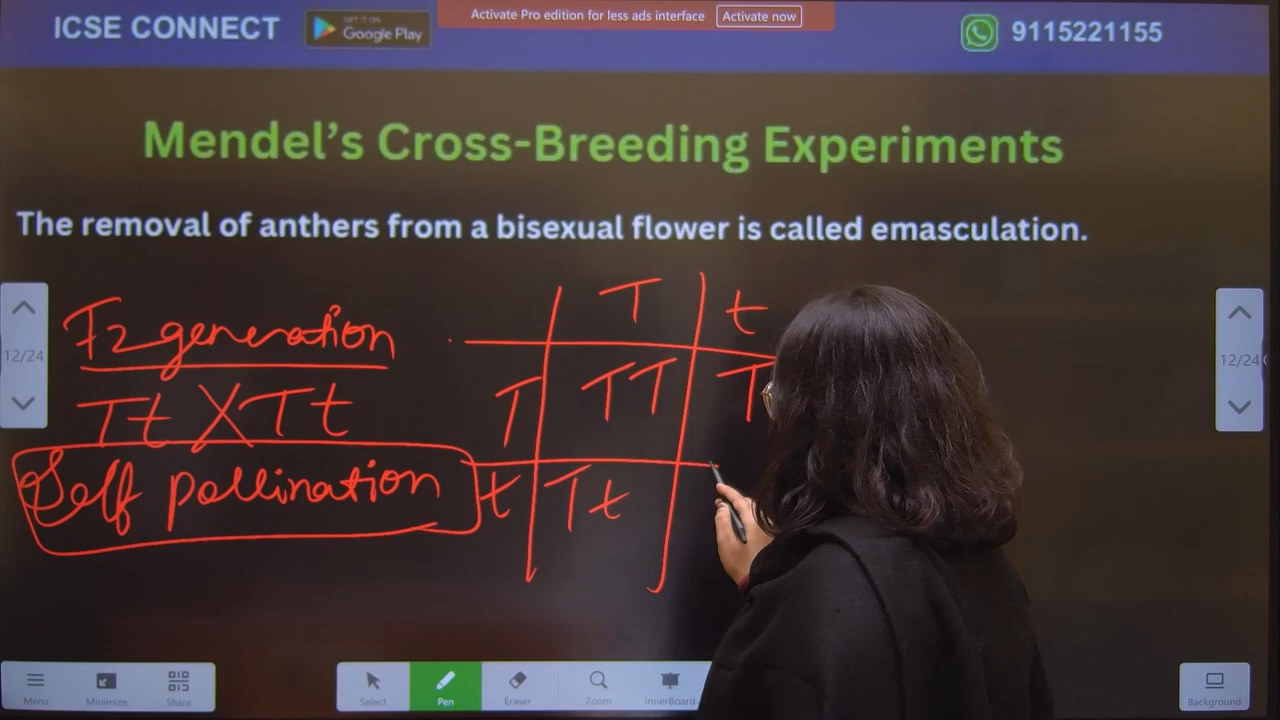 ICSE CONNECT
GET IT ON
Google Play
Activate Pro edition for less ads interface
Activate now
9115221155
Mendel's Cross-Breeding Experiments
The removal of anthers from a bisexual flower is called emasculation.
12/24
F2 generation
Tt X Tt
Self pollination
T t
T TT T
t Tt
12/24
Menu
Minimize
Share
Select
Pen
Eraser
Zoom
InnerBoard
Background